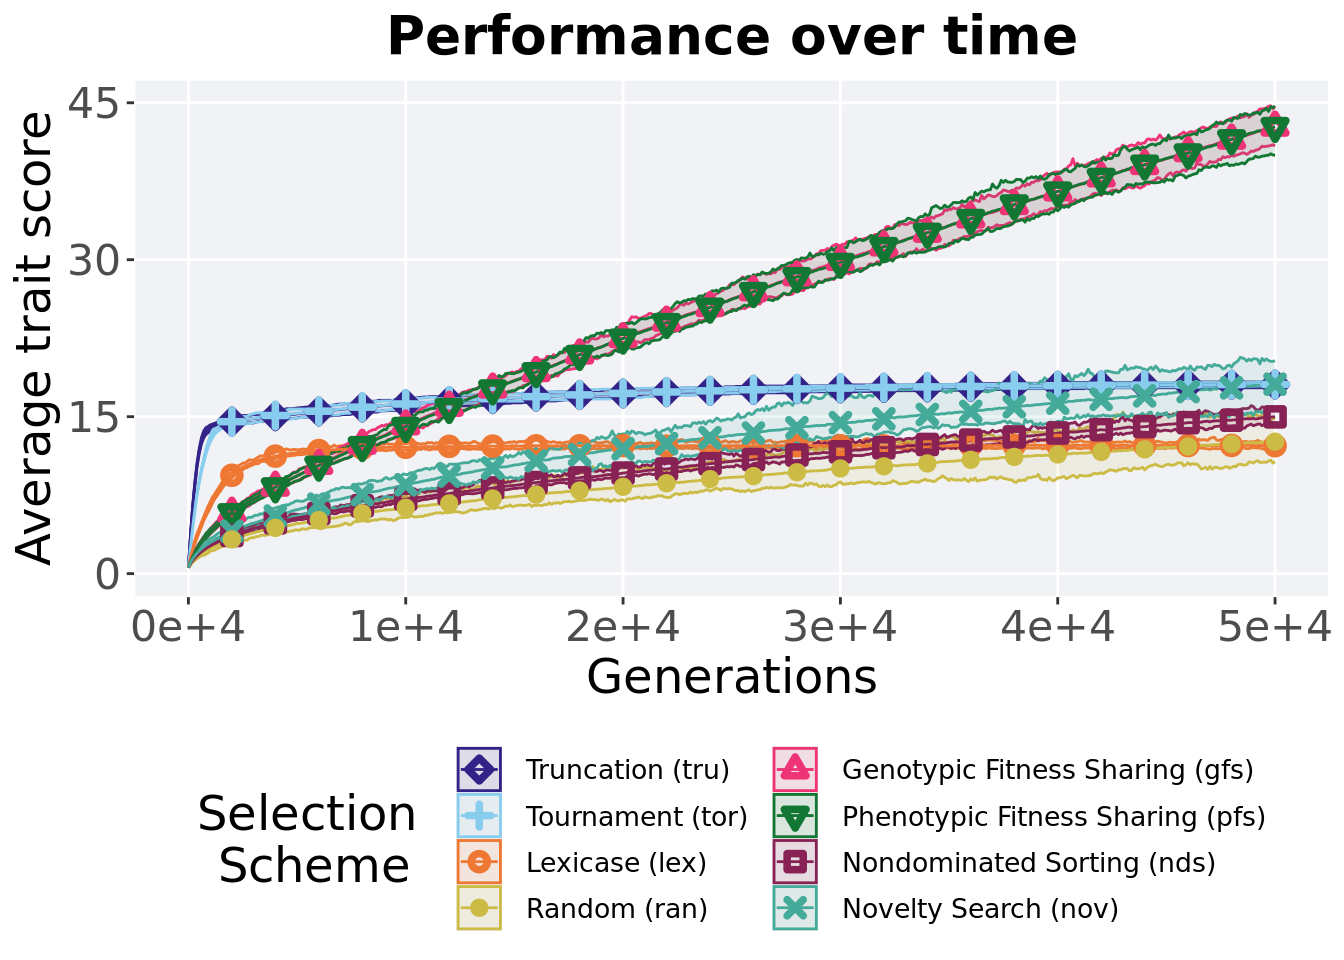 Performance over time
Average trait score
45
30
15
0
0e+4
1e+4
2e+4
3e+4
4e+4
5e+4
Generations
Selection
Scheme
Truncation (tru)
Tournament (tor)
Lexicase (lex)
Random (ran)
Genotypic Fitness Sharing (gfs)
Phenotypic Fitness Sharing (pfs)
Nondominated Sorting (nds)
Novelty Search (nov)